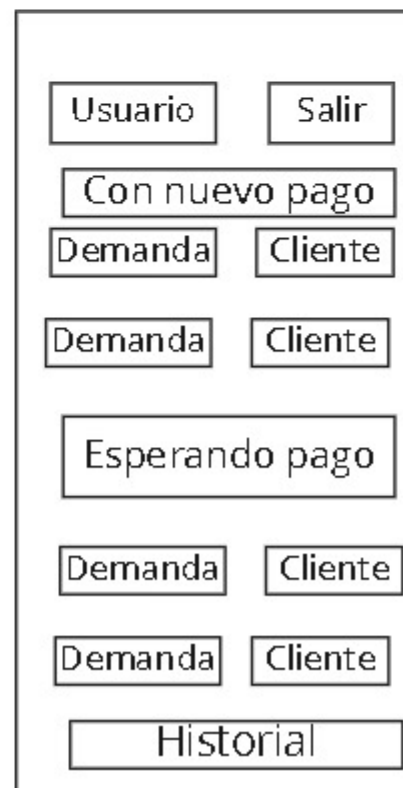 Usuario Salir
Con nuevo pago
Demanda Cliente
Demanda Cliente
Esperando pago
Demanda Cliente
Demanda Cliente
Historial